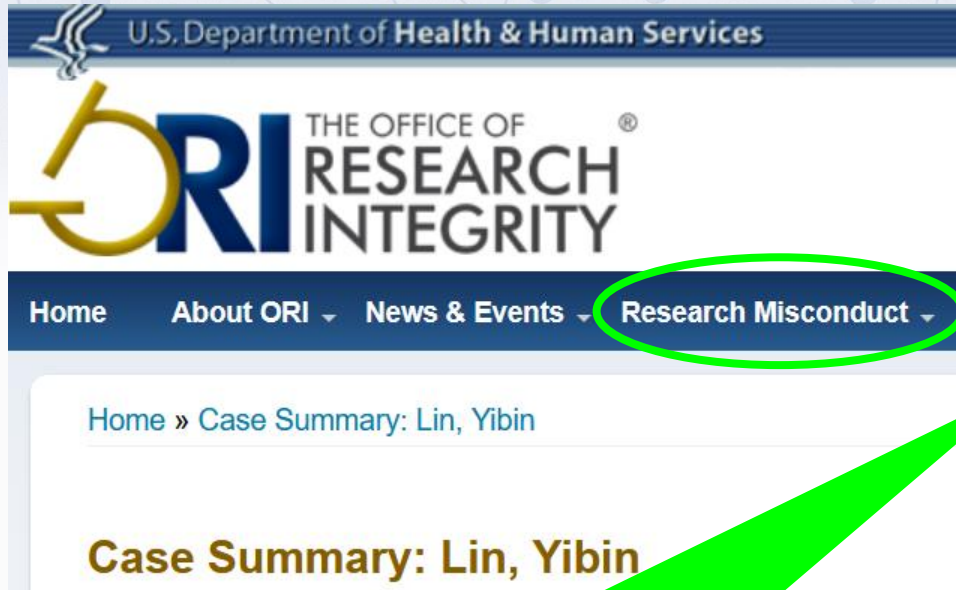 U.S. Department of Health & Human Services
ORI THE OFFICE OF RESEARCH INTEGRITY ®
Home About ORI News & Events Research Misconduct
Home » Case Summary: Lin, Yibin
Case Summary: Lin, Yibin